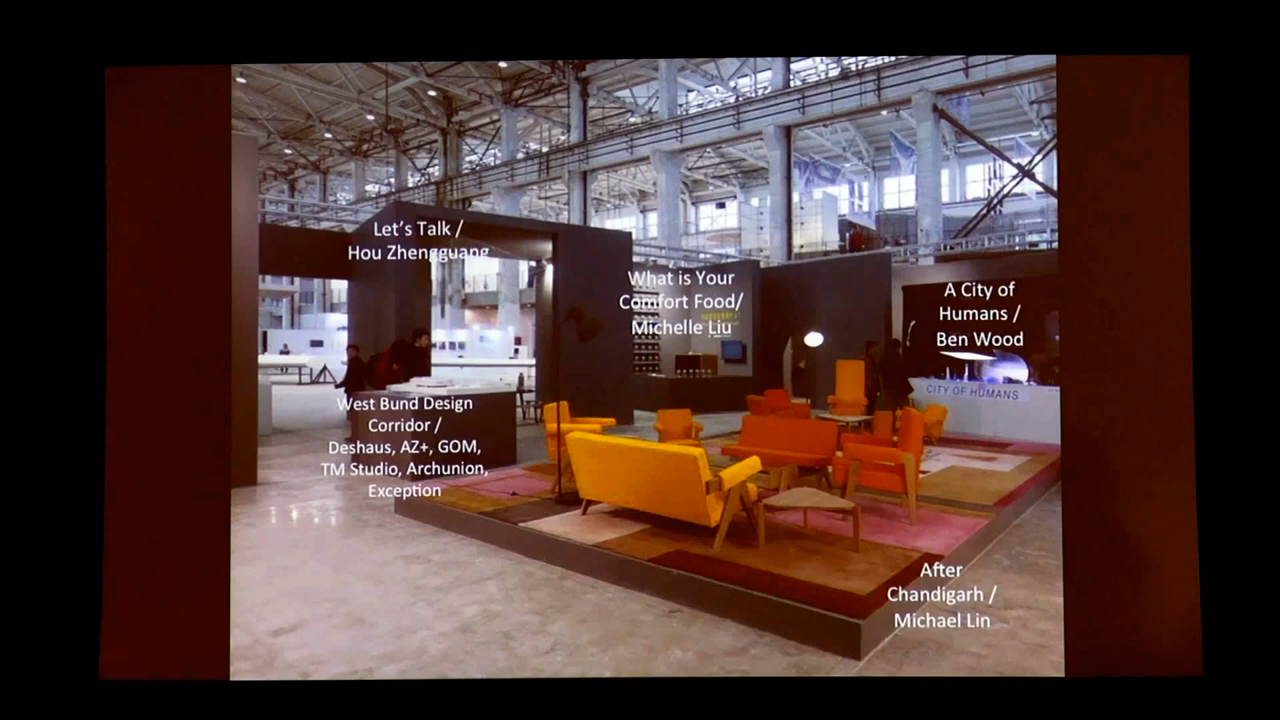 Let's Talk /
Hou Zhengguang
What is Your
Comfort Food/
Michelle Liu
A City of
Humans /
Ben Wood
CITY OF HUMANS
West Bund Design
Corridor /
Deshaus, AZ+, GOM,
TM Studio, Archunion,
Exception
After
Chandigarh /
Michael Lin